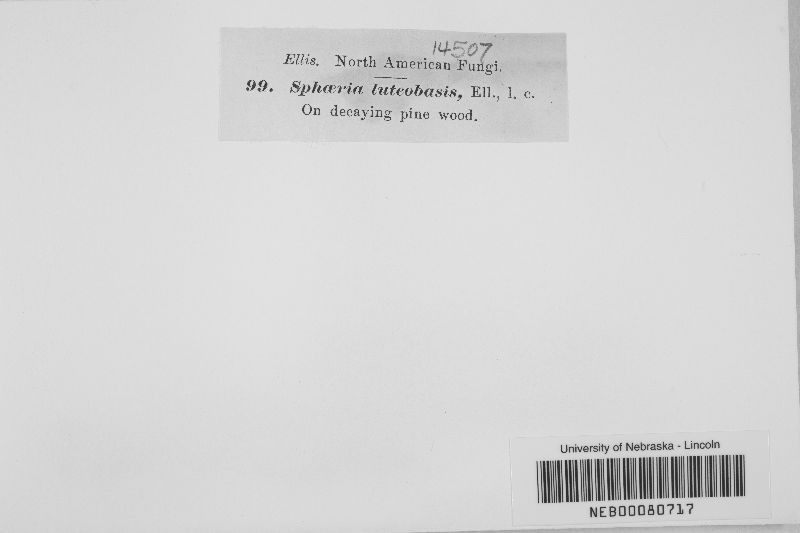 14507
Ellis. North American Fungi.
99. Sphæria luteobasis, Ell., l. c.
On decaying pine wood.
University of Nebraska - Lincoln
NEB00080717